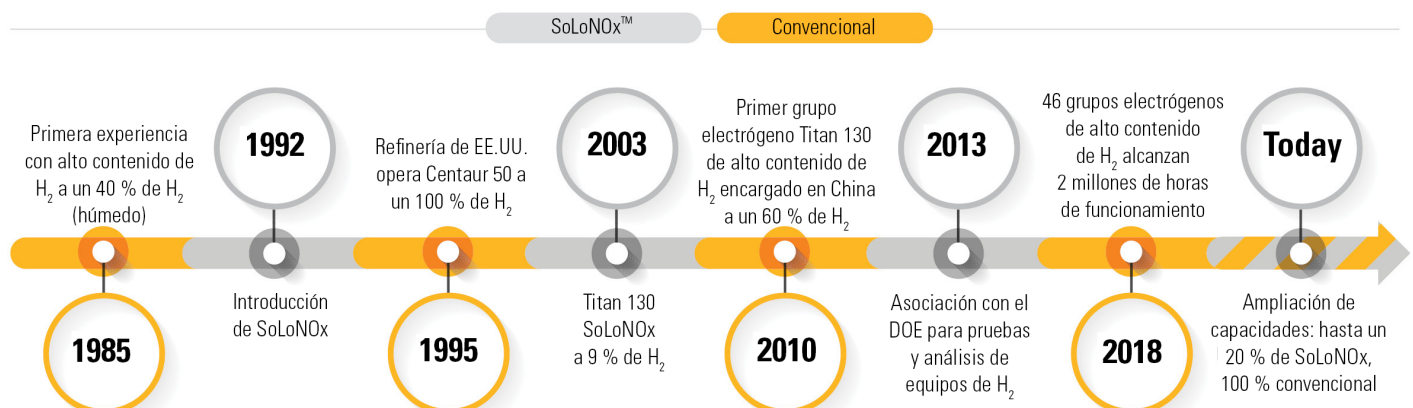 SoLoNOx™
Convencional
Primera experiencia
con alto contenido de
H₂ a un 40 % de H₂
(húmedo)
1985
1992
Introducción
de SoLoNOx
Refinería de EE.UU.
opera Centaur 50 a
un 100 % de H₂
1995
2003
Titan 130
SoLoNOx
a 9 % de H₂
Primer grupo
electrógeno Titan 130
de alto contenido de
H₂ encargado en China
a un 60 % de H₂
2010
2013
Asociación con el
DOE para pruebas
y análisis de
equipos de H₂
46 grupos electrógenos
de alto contenido
de H₂ alcanzan
2 millones de horas
de funcionamiento
2018
Today
Ampliación de
capacidades: hasta un
20 % de SoLoNOx,
100 % convencional